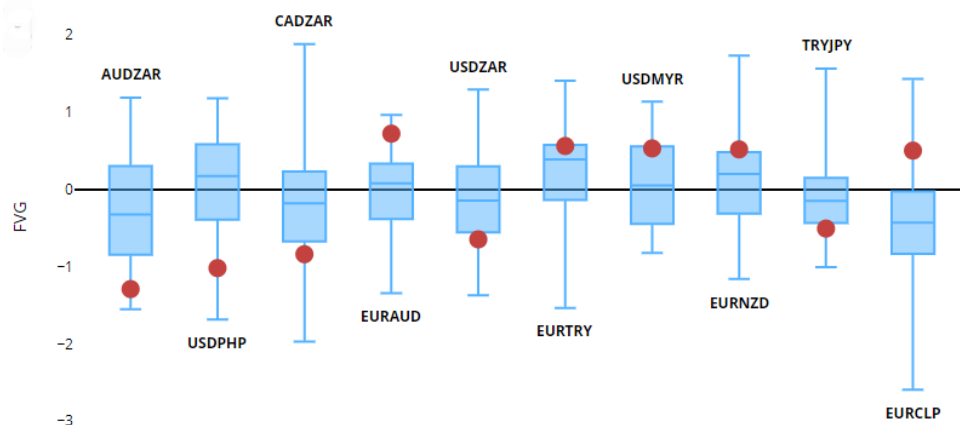 CADZAR
2
TRYJPY
AUDZAR
USDZAR
USDMYR
1
0
FVG
−1
EURNZD
EURAUD
EURTRY
USDPHP
−2
EURCLP
−3